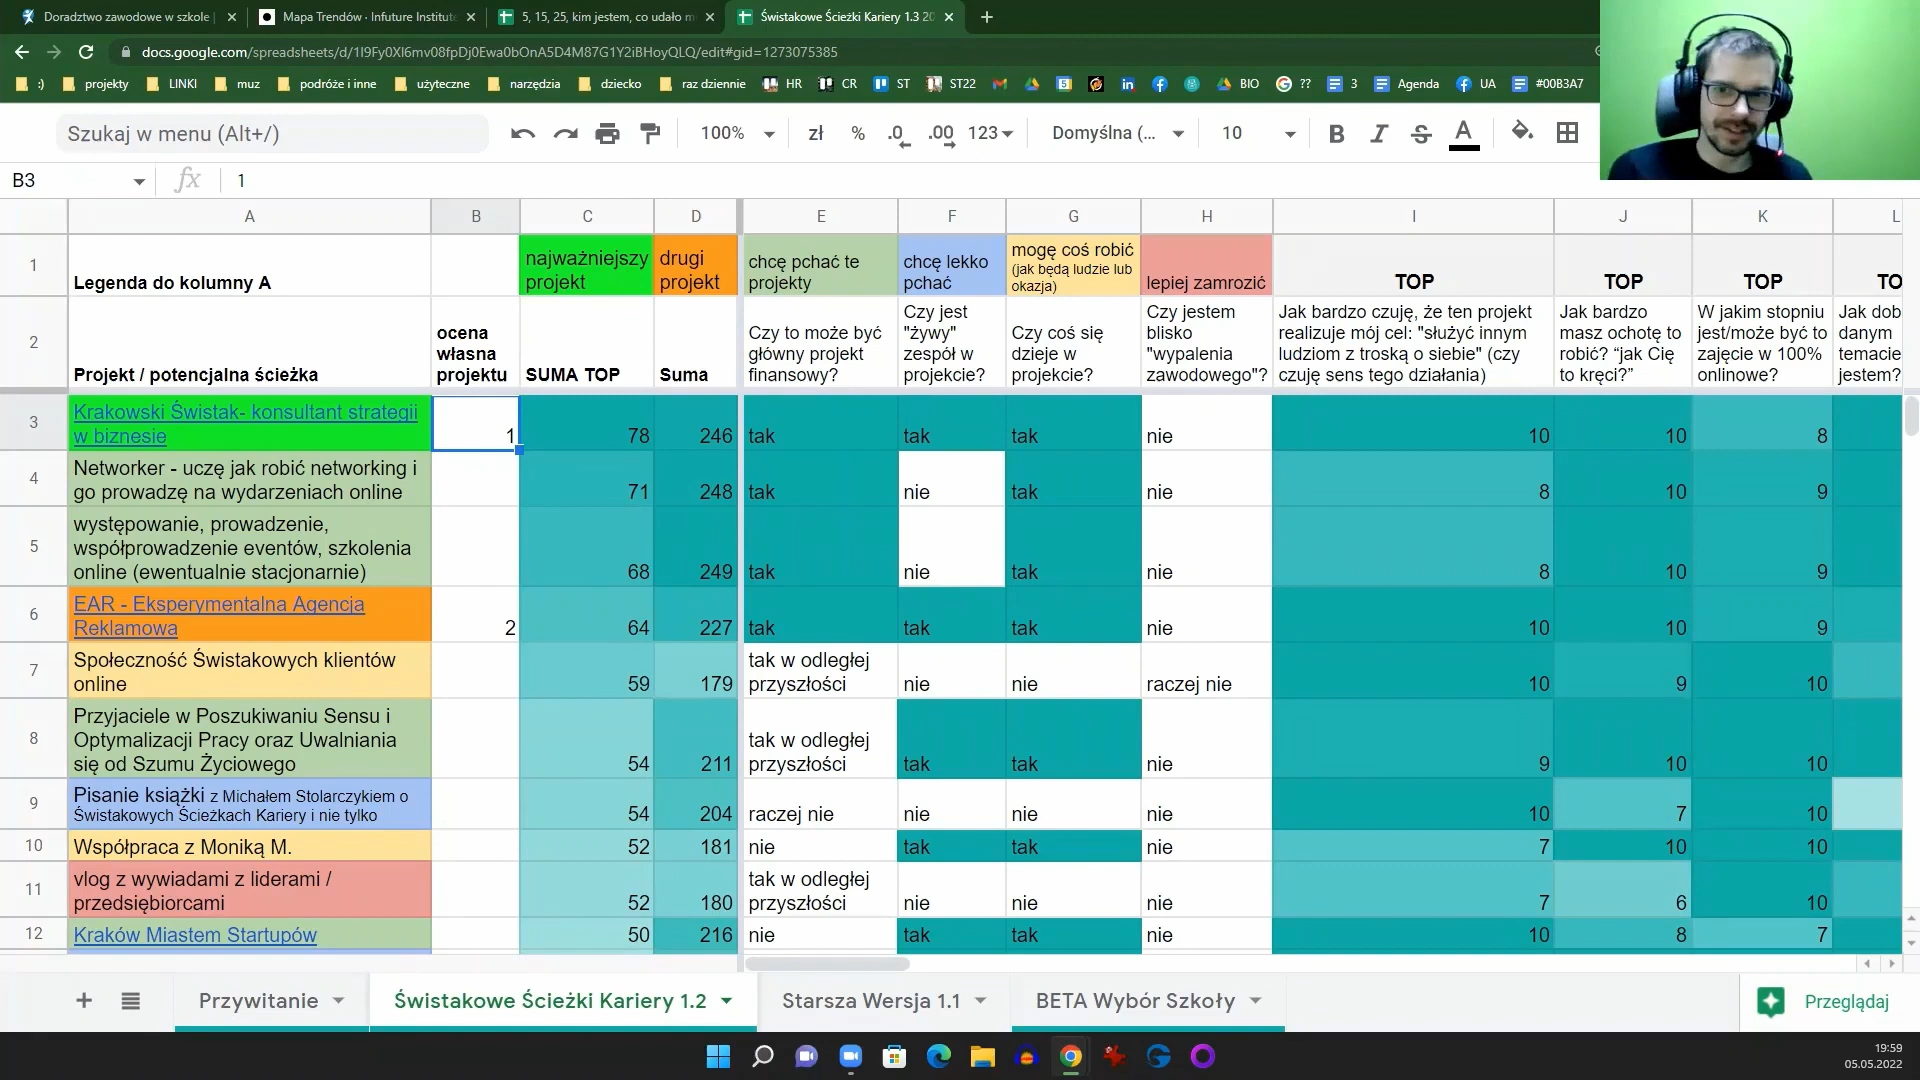 Doradztwo zawodowe w szkole |
Mapa Trendów · Infuture Institute
5, 15, 25, kim jestem, co udało m
Świstakowe Ścieżki Kariery 1.3 20
docs.google.com/spreadsheets/d/1I9Fy0Xl6mv08fpDj0Ewa0bOnA5D4M87G1Y2iBHoyQLQ/edit#gid=1273075385
:) projekty LINKI muz podróże i inne użyteczne narzędzia dziecko raz dziennie HR CR ST ST22 BIO ?? 3 Agenda UA #00B3A7
Szukaj w menu (Alt+/) 100% zł % .0 .00 123 Domyślna (... 10 B I S A
B3 fx 1
A B C D E F G H I J K L
1 Legenda do kolumny A
najważniejszy projekt
drugi projekt
chcę pchać te projekty
chcę lekko pchać
mogę coś robić (jak będą ludzie lub okazja)
lepiej zamrozić
TOP TOP TOP TO
2 Projekt / potencjalna ścieżka
ocena własna projektu
SUMA TOP
Suma
Czy to może być główny projekt finansowy?
Czy jest "żywy" zespół w projekcie?
Czy coś się dzieje w projekcie?
Czy jestem blisko "wypalenia zawodowego"?
Jak bardzo czuję, że ten projekt realizuje mój cel: "służyć innym ludziom z troską o siebie" (czy czuję sens tego działania)
Jak bardzo masz ochotę to robić? “jak Cię to kręci?”
W jakim stopniu jest/może być to zajęcie w 100% onlinowe?
Jak dob danym temacie jestem?
3 Krakowski Świstak- konsultant strategii w biznesie 1 78 246 tak tak tak nie 10 10 8
4 Networker - uczę jak robić networking i go prowadzę na wydarzeniach online 71 248 tak nie tak nie 8 10 9
5 występowanie, prowadzenie, współprowadzenie eventów, szkolenia online (ewentualnie stacjonarnie) 68 249 tak nie tak nie 8 10 9
6 EAR - Eksperymentalna Agencja Reklamowa 2 64 227 tak tak tak nie 10 10 9
7 Społeczność Świstakowych klientów online 59 179 tak w odległej przyszłości nie nie raczej nie 10 9 10
8 Przyjaciele w Poszukiwaniu Sensu i Optymalizacji Pracy oraz Uwalniania się od Szumu Życiowego 54 211 tak w odległej przyszłości tak tak nie 9 10 10
9 Pisanie książki z Michałem Stolarczykiem o Świstakowych Ścieżkach Kariery i nie tylko 54 204 raczej nie nie nie nie 10 7 10
10 Współpraca z Moniką M. 52 181 nie tak tak nie 7 10 10
11 vlog z wywiadami z liderami / przedsiębiorcami 52 180 tak w odległej przyszłości nie nie nie 7 6 10
12 Kraków Miastem Startupów 50 216 nie tak tak nie 10 8 7
Przywitanie Świstakowe Ścieżki Kariery 1.2 Starsza Wersja 1.1 BETA Wybór Szkoły Przeglądaj
19:59
05.05.2022